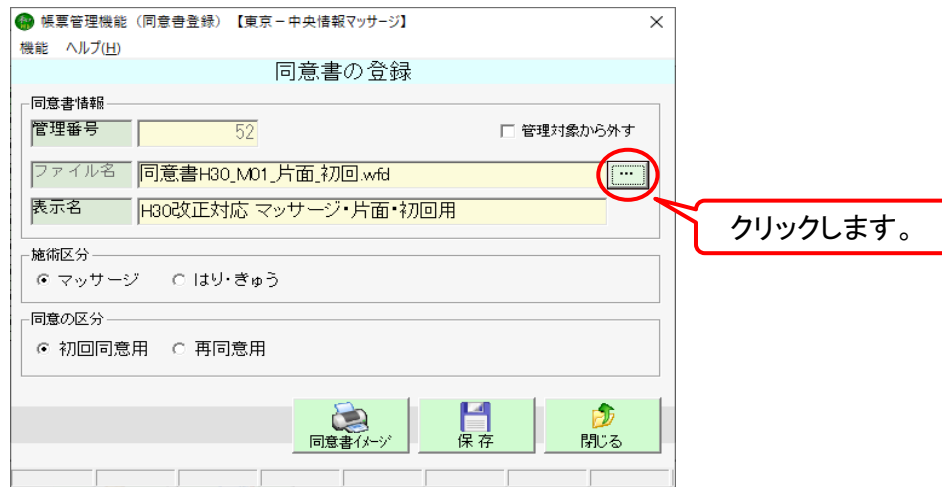 帳票管理機能（同意書登録）【東京－中央情報マッサージ】
機能 ヘルプ(H)
同意書の登録
同意書情報
管理番号 52 管理対象から外す
ファイル名 同意書H30_M01_片面_初回.wfd ...
表示名 H30改正対応 マッサージ・片面・初回用
クリックします。
施術区分
マッサージ はり・きゅう
同意の区分
初回同意用 再同意用
同意書イメージ 保存 閉じる